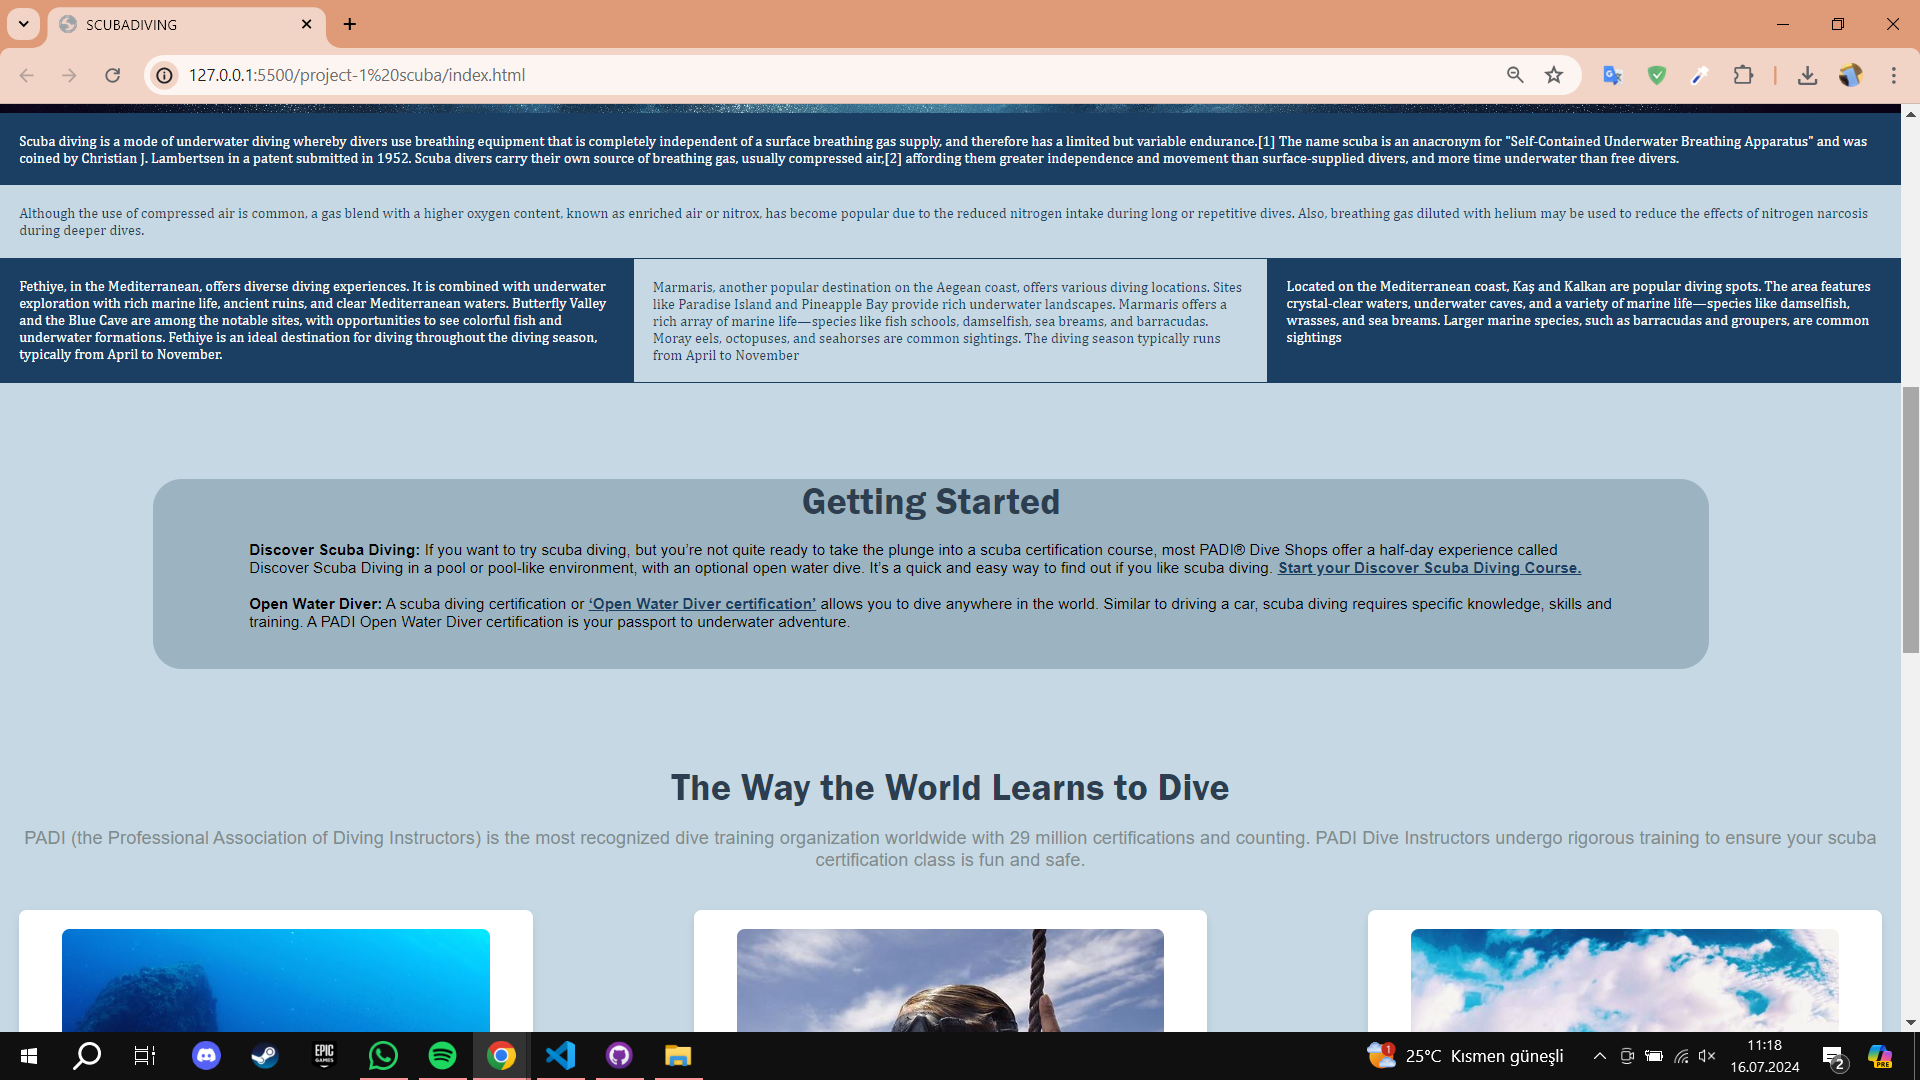 SCUBADIVING
127.0.0.1:5500/project-1%20scuba/index.html
Scuba diving is a mode of underwater diving whereby divers use breathing equipment that is completely independent of a surface breathing gas supply, and therefore has a limited but variable endurance.[1] The name scuba is an anacronym for "Self-Contained Underwater Breathing Apparatus" and was
coined by Christian J. Lambertsen in a patent submitted in 1952. Scuba divers carry their own source of breathing gas, usually compressed air,[2] affording them greater independence and movement than surface-supplied divers, and more time underwater than free divers.
Although the use of compressed air is common, a gas blend with a higher oxygen content, known as enriched air or nitrox, has become popular due to the reduced nitrogen intake during long or repetitive dives. Also, breathing gas diluted with helium may be used to reduce the effects of nitrogen narcosis
during deeper dives.
Fethiye, in the Mediterranean, offers diverse diving experiences. It is combined with underwater
exploration with rich marine life, ancient ruins, and clear Mediterranean waters. Butterfly Valley
and the Blue Cave are among the notable sites, with opportunities to see colorful fish and
underwater formations. Fethiye is an ideal destination for diving throughout the diving season,
typically from April to November.
Marmaris, another popular destination on the Aegean coast, offers various diving locations. Sites
like Paradise Island and Pineapple Bay provide rich underwater landscapes. Marmaris offers a
rich array of marine life—species like fish schools, damselfish, sea breams, and barracudas.
Moray eels, octopuses, and seahorses are common sightings. The diving season typically runs
from April to November
Located on the Mediterranean coast, Kaş and Kalkan are popular diving spots. The area features
crystal-clear waters, underwater caves, and a variety of marine life—species like damselfish,
wrasses, and sea breams. Larger marine species, such as barracudas and groupers, are common
sightings
Getting Started
Discover Scuba Diving: If you want to try scuba diving, but you’re not quite ready to take the plunge into a scuba certification course, most PADI® Dive Shops offer a half-day experience called
Discover Scuba Diving in a pool or pool-like environment, with an optional open water dive. It’s a quick and easy way to find out if you like scuba diving. Start your Discover Scuba Diving Course.
Open Water Diver: A scuba diving certification or ‘Open Water Diver certification’ allows you to dive anywhere in the world. Similar to driving a car, scuba diving requires specific knowledge, skills and
training. A PADI Open Water Diver certification is your passport to underwater adventure.
The Way the World Learns to Dive
PADI (the Professional Association of Diving Instructors) is the most recognized dive training organization worldwide with 29 million certifications and counting. PADI Dive Instructors undergo rigorous training to ensure your scuba
certification class is fun and safe.
EPIC
GAMES
1
25°C Kısmen güneşli
11:18
16.07.2024
2
PRE